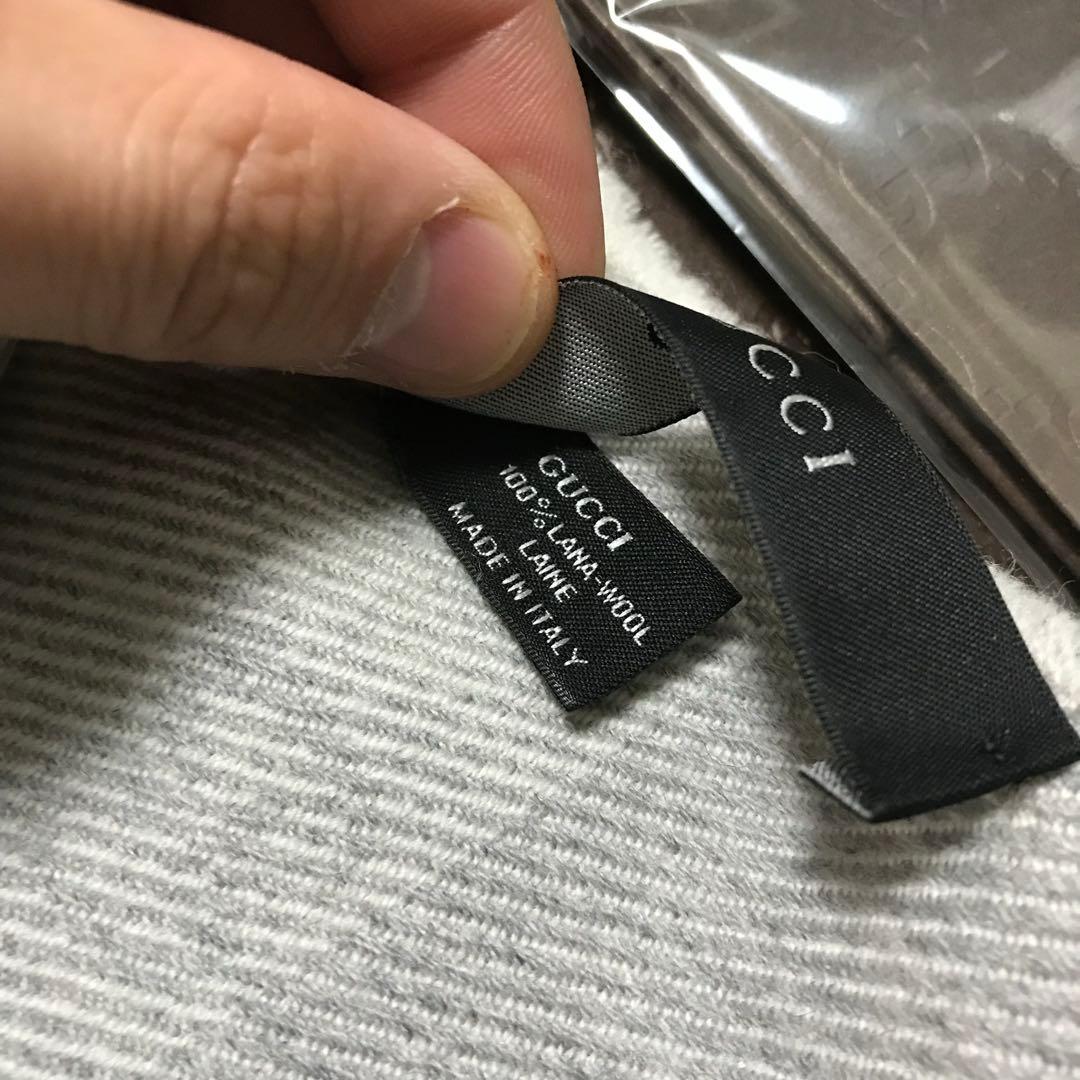 CCI
GUCCI
100% LANA-WOOL
LAINE
MADE IN ITALY